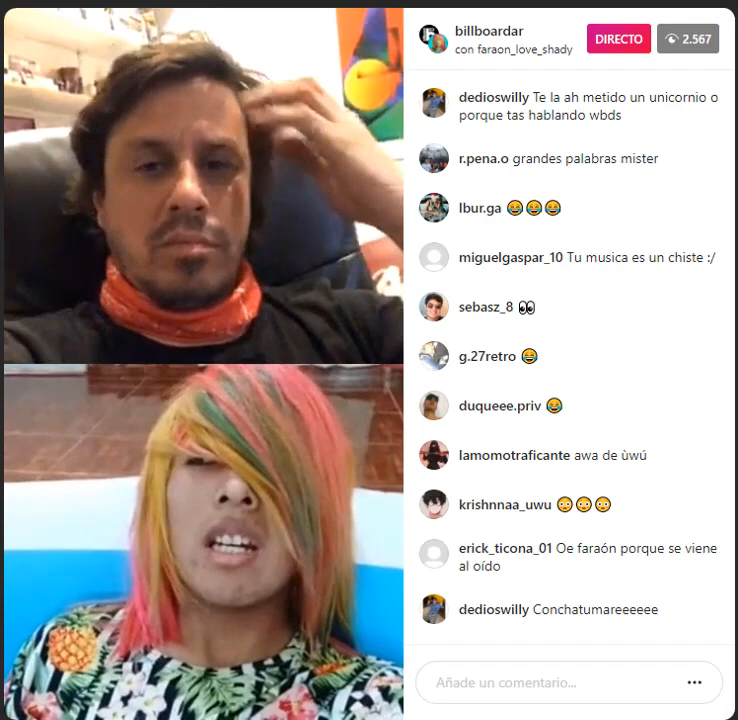 billboardar
con faraon_love_shady
DIRECTO
2.567
dedioswilly Te la ah metido un unicornio o
porque tas hablando wbds
r.pena.o grandes palabras mister
lbur.ga 😂😂😂
miguelgaspar_10 Tu musica es un chiste :/
sebasz_8 👀
g.27retro 😂
duqueee.priv 😂
lamomotraficante awa de ùwú
krishnnaa_uwu 😳😳😳
erick_ticona_01 Oe faraón porque se viene
al oído
dedioswilly Conchatumareeeeee
Añade un comentario...